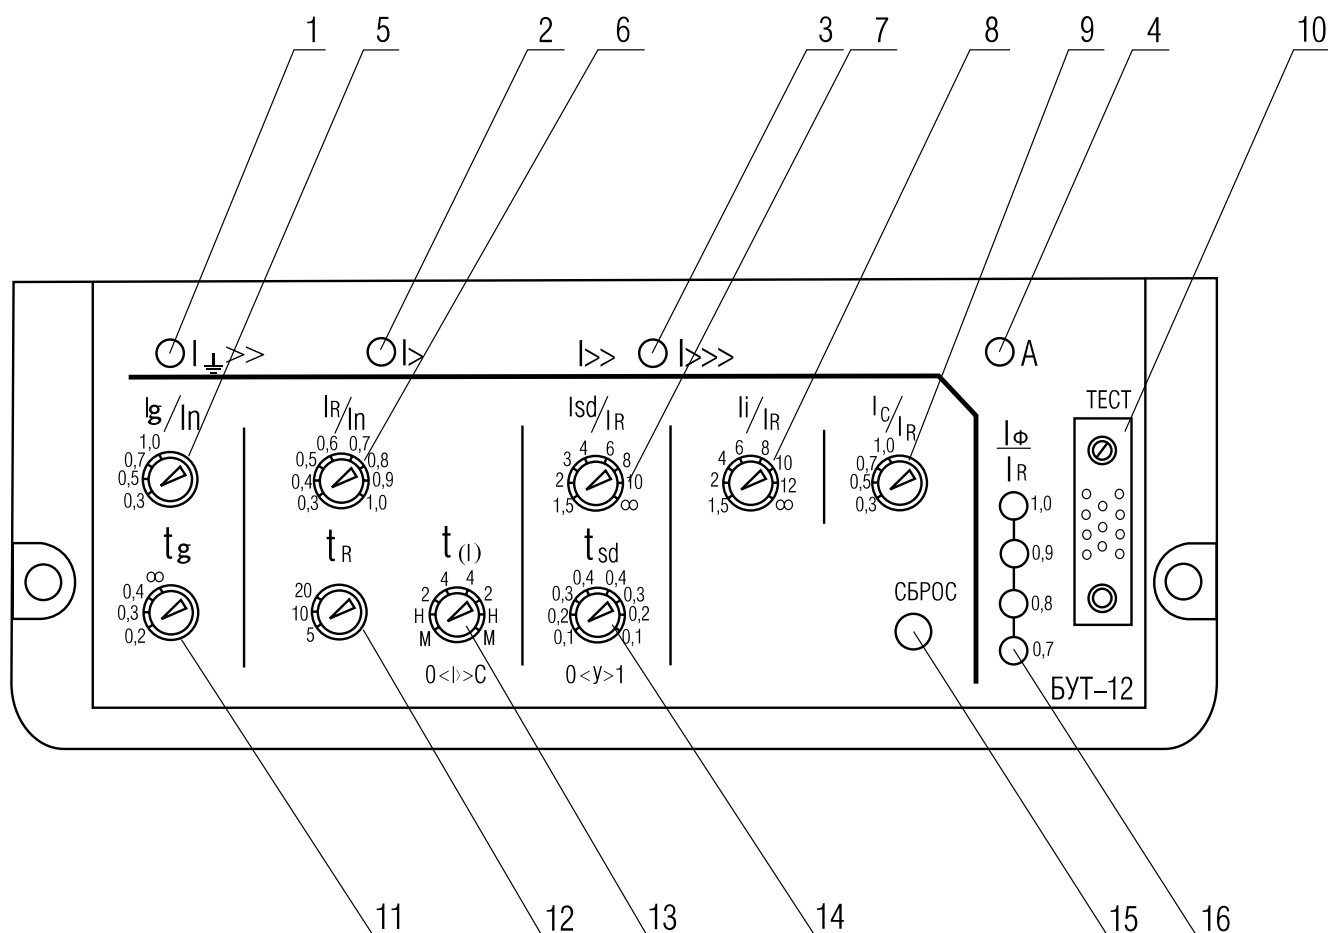 1 5 2 6 3 7 8 9 4 10
I >> I> I>> I>>> А
Ig/In IR/In Isd/IR Ii/IR IC/IR ТЕСТ
IФ
IR
0,3 0,5 0,7 1,0
0,3 0,4 0,5 0,6 0,7 0,8 0,9 1,0
1,5 2 3 4 6 8 10 ∞
1,5 2 4 6 8 10 12 ∞
0,3 0,5 0,7 1,0
1,0
0,9
0,8
0,7
tg tR t(I) tsd
0,2 0,3 0,4 ∞
5 10 20
М Н 2 4 4 2 Н М
0,1 0,2 0,3 0,4 0,4 0,3 0,2 0,1
СБРОС
0<I>>С 0<У>1
БУТ–12
11 12 13 14 15 16